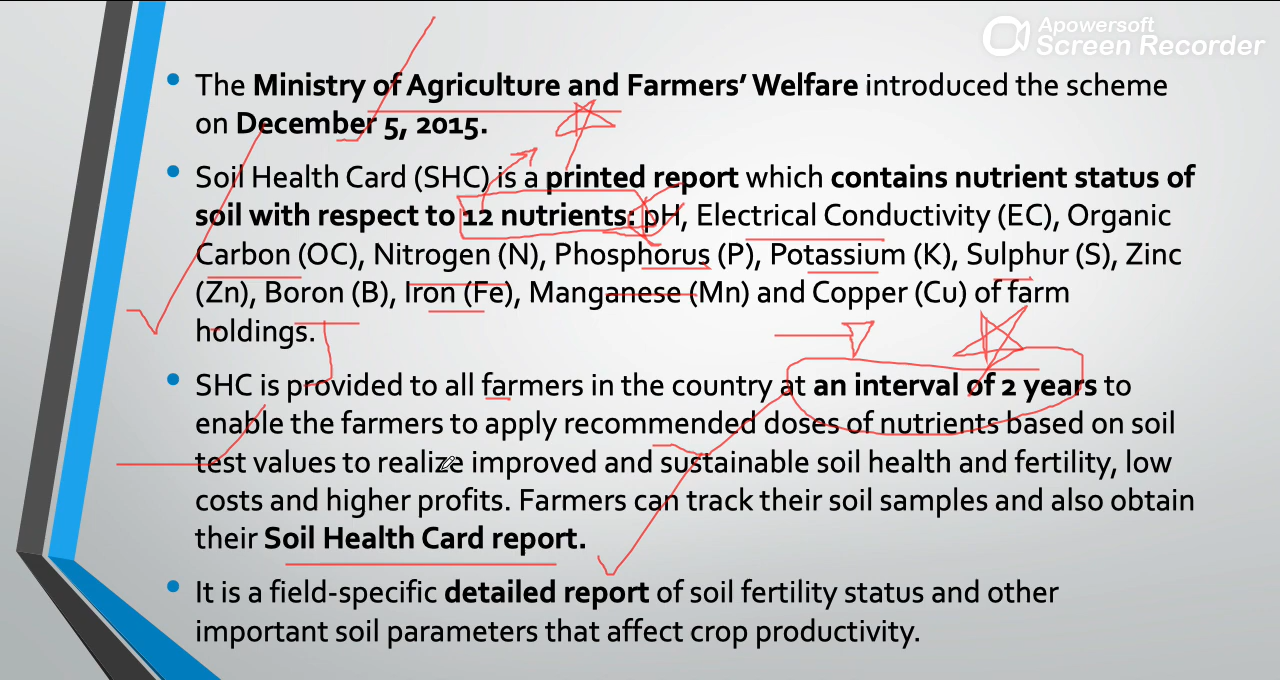 Apowersoft
Screen Recorder
The Ministry of Agriculture and Farmers' Welfare introduced the scheme
on December 5, 2015.
Soil Health Card (SHC) is a printed report which contains nutrient status of
soil with respect to 12 nutrients: pH, Electrical Conductivity (EC), Organic
Carbon (OC), Nitrogen (N), Phosphorus (P), Potassium (K), Sulphur (S), Zinc
(Zn), Boron (B), Iron (Fe), Manganese (Mn) and Copper (Cu) of farm
holdings.
SHC is provided to all farmers in the country at an interval of 2 years to
enable the farmers to apply recommended doses of nutrients based on soil
test values to realize improved and sustainable soil health and fertility, low
costs and higher profits. Farmers can track their soil samples and also obtain
their Soil Health Card report.
It is a field-specific detailed report of soil fertility status and other
important soil parameters that affect crop productivity.